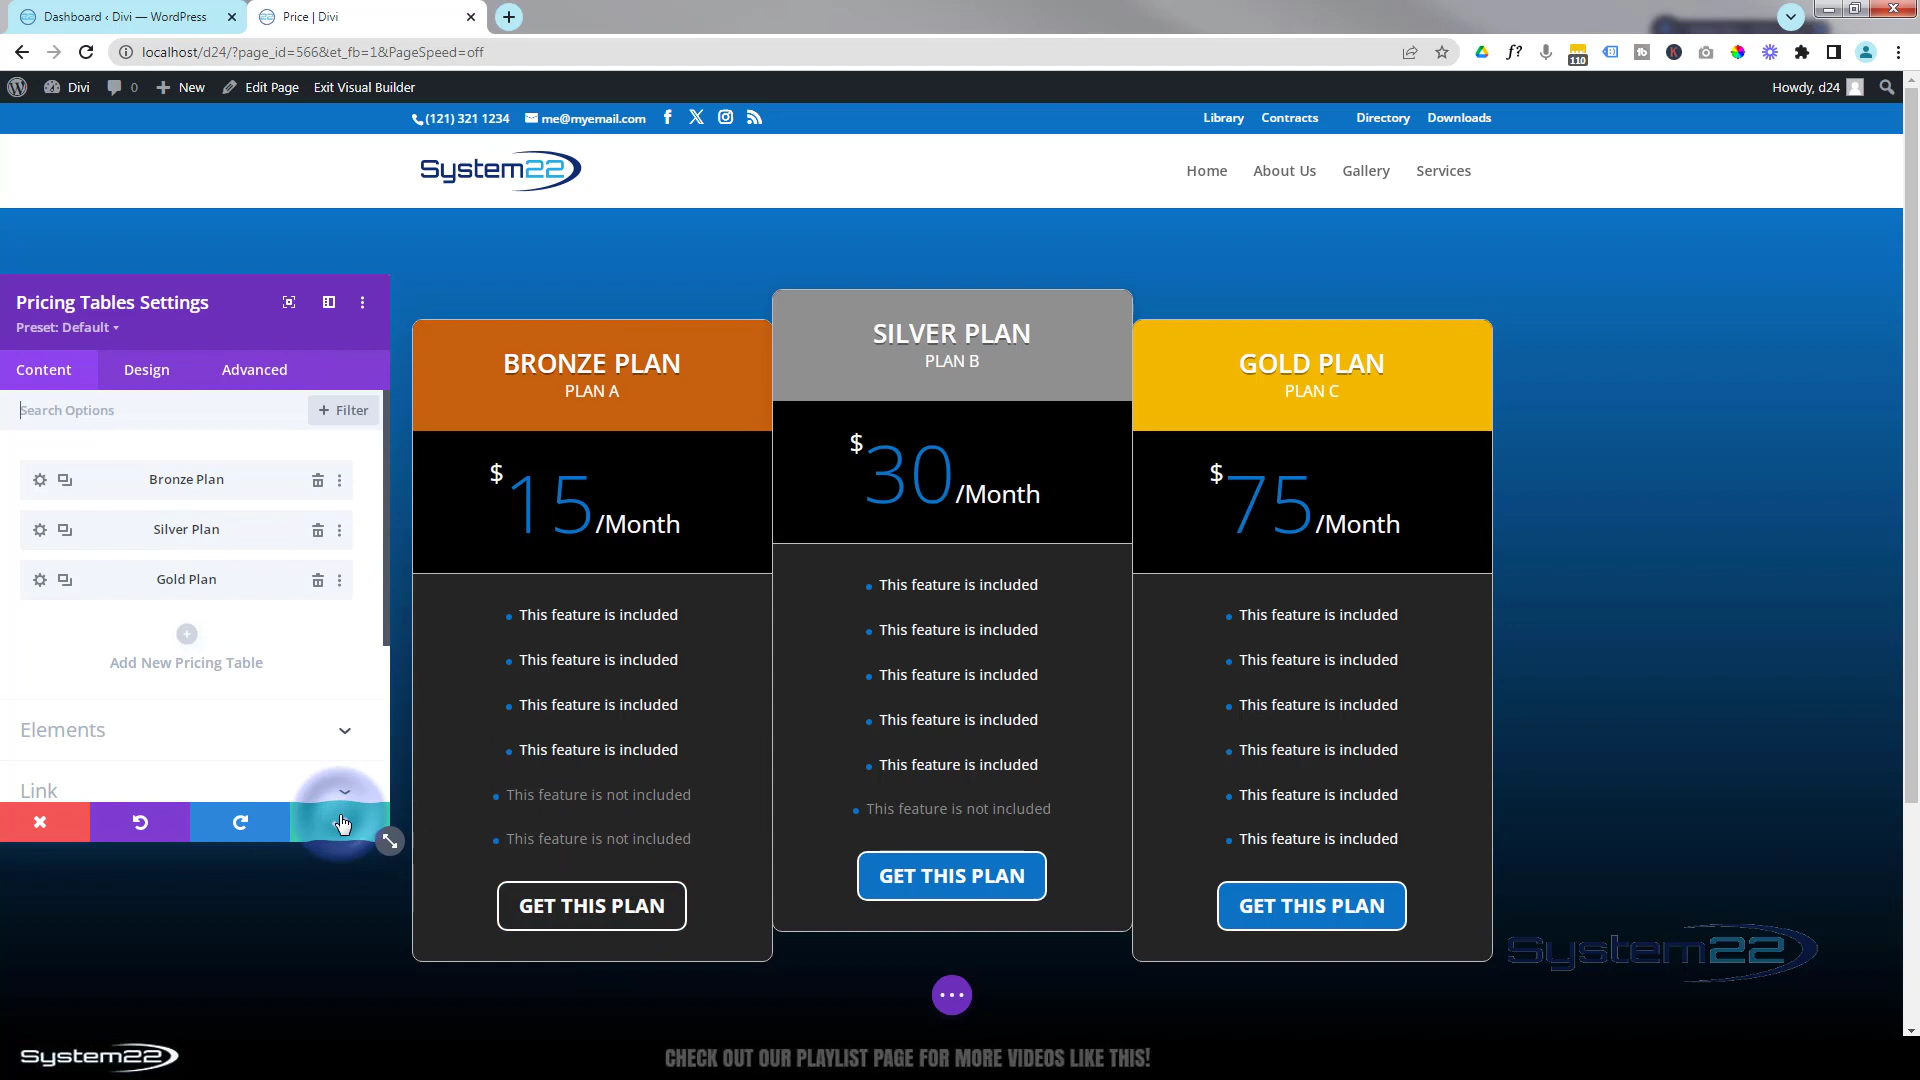 Dashboard ‹ Divi — WordPress
Price | Divi
localhost/d24/?page_id=566&et_fb=1&PageSpeed=off
f?
110
Divi 0 New Edit Page Exit Visual Builder
Howdy, d24
(121) 321 1234 me@myemail.com
Library Contracts Directory Downloads
System22
Home About Us Gallery Services
Pricing Tables Settings
Preset: Default
Content Design Advanced
Search Options
+ Filter
Bronze Plan
Silver Plan
Gold Plan
Add New Pricing Table
Elements
Link
BRONZE PLAN
PLAN A
$15/Month
This feature is included
This feature is included
This feature is included
This feature is included
This feature is not included
This feature is not included
GET THIS PLAN
SILVER PLAN
PLAN B
$30/Month
This feature is included
This feature is included
This feature is included
This feature is included
This feature is included
This feature is not included
GET THIS PLAN
GOLD PLAN
PLAN C
$75/Month
This feature is included
This feature is included
This feature is included
This feature is included
This feature is included
This feature is included
GET THIS PLAN
System22
System22
CHECK OUT OUR PLAYLIST PAGE FOR MORE VIDEOS LIKE THIS!